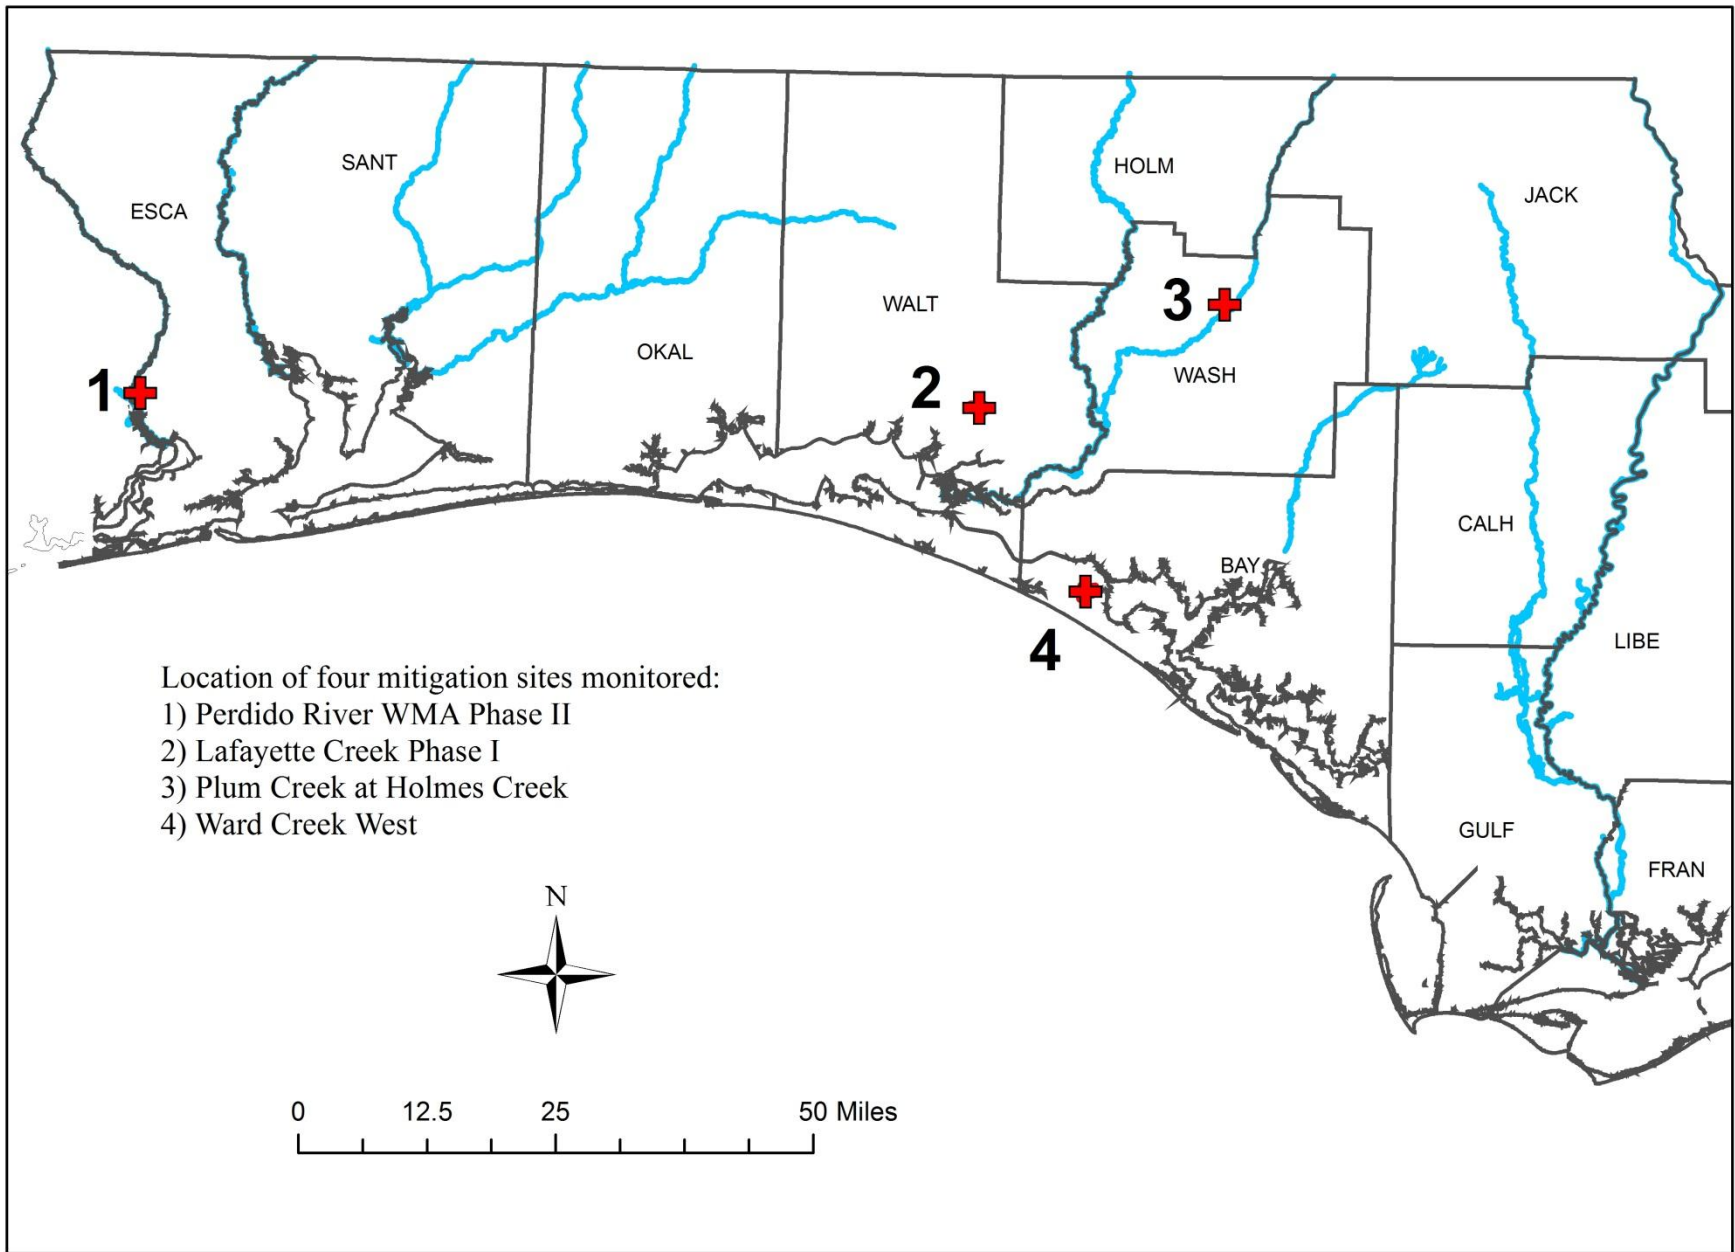 SANT
HOLM
JACK
ESCA
3
WALT
OKAL
1
2
WASH
CALH
BAY
4
LIBE
Location of four mitigation sites monitored:
1) Perdido River WMA Phase II
2) Lafayette Creek Phase I
3) Plum Creek at Holmes Creek
4) Ward Creek West
GULF
FRAN
N
0 12.5 25 50 Miles